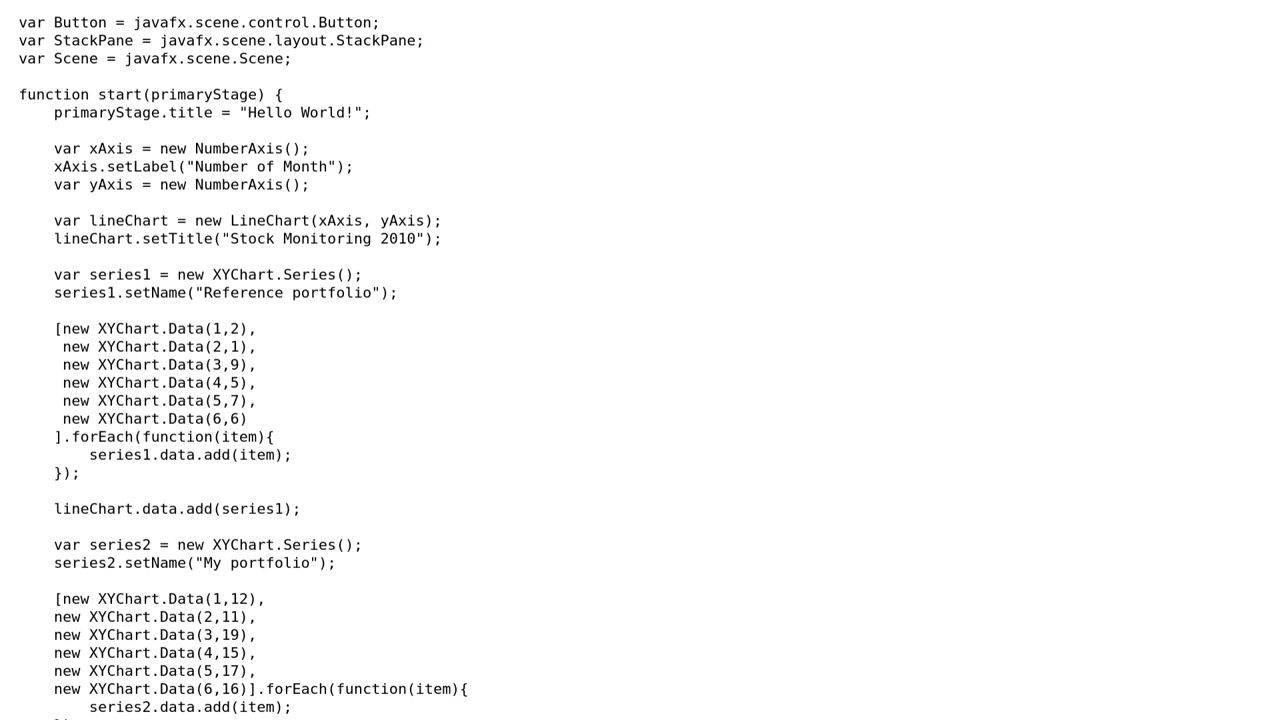 var Button = javafx.scene.control.Button;
var StackPane = javafx.scene.layout.StackPane;
var Scene = javafx.scene.Scene;

function start(primaryStage) {
    primaryStage.title = "Hello World!";

    var xAxis = new NumberAxis();
    xAxis.setLabel("Number of Month");
    var yAxis = new NumberAxis();

    var lineChart = new LineChart(xAxis, yAxis);
    lineChart.setTitle("Stock Monitoring 2010");

    var series1 = new XYChart.Series();
    series1.setName("Reference portfolio");

    [new XYChart.Data(1,2),
     new XYChart.Data(2,1),
     new XYChart.Data(3,9),
     new XYChart.Data(4,5),
     new XYChart.Data(5,7),
     new XYChart.Data(6,6)
    ].forEach(function(item){
        series1.data.add(item);
    });

    lineChart.data.add(series1);

    var series2 = new XYChart.Series();
    series2.setName("My portfolio");

    [new XYChart.Data(1,12),
    new XYChart.Data(2,11),
    new XYChart.Data(3,19),
    new XYChart.Data(4,15),
    new XYChart.Data(5,17),
    new XYChart.Data(6,16)].forEach(function(item){
        series2.data.add(item);